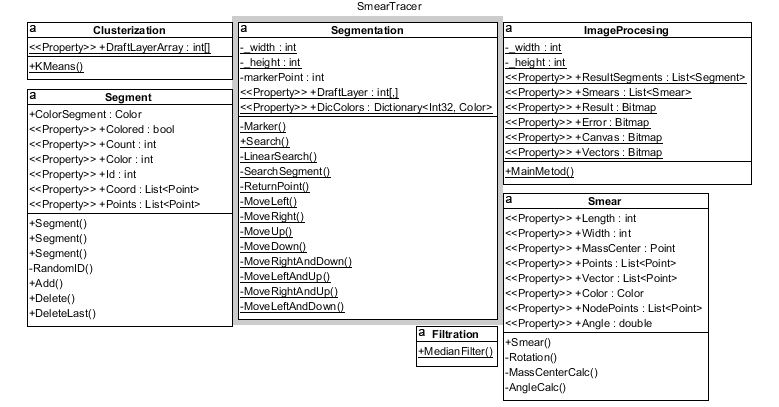 SmearTracer
a
Clusterization
<<Property>> +DraftLayerArray : int[]
+KMeans()
a
Segment
+ColorSegment : Color
<<Property>> +Colored : bool
<<Property>> +Count : int
<<Property>> +Color : int
<<Property>> +Id : int
<<Property>> +Coord : List<Point>
<<Property>> +Points : List<Point>
+Segment()
+Segment()
+Segment()
-RandomID()
+Add()
+Delete()
+DeleteLast()
a
Segmentation
-_width : int
-_height : int
-markerPoint : int
<<Property>> +DraftLayer : int[,]
<<Property>> +DicColors : Dictionary<Int32, Color>
-Marker()
+Search()
-LinearSearch()
-SearchSegment()
-ReturnPoint()
-MoveLeft()
-MoveRight()
-MoveUp()
-MoveDown()
-MoveRightAndDown()
-MoveLeftAndUp()
-MoveRightAndUp()
-MoveLeftAndDown()
a
Filtration
+MedianFilter()
a
ImageProcesing
-_width : int
-_height : int
<<Property>> +ResultSegments : List<Segment>
<<Property>> +Smears : List<Smear>
<<Property>> +Result : Bitmap
<<Property>> +Error : Bitmap
<<Property>> +Canvas : Bitmap
<<Property>> +Vectors : Bitmap
+MainMetod()
a
Smear
<<Property>> +Length : int
<<Property>> +Width : int
<<Property>> +MassCenter : Point
<<Property>> +Points : List<Point>
<<Property>> +Vector : List<Point>
<<Property>> +Color : Color
<<Property>> +NodePoints : List<Point>
<<Property>> +Angle : double
+Smear()
-Rotation()
-MassCenterCalc()
-AngleCalc()